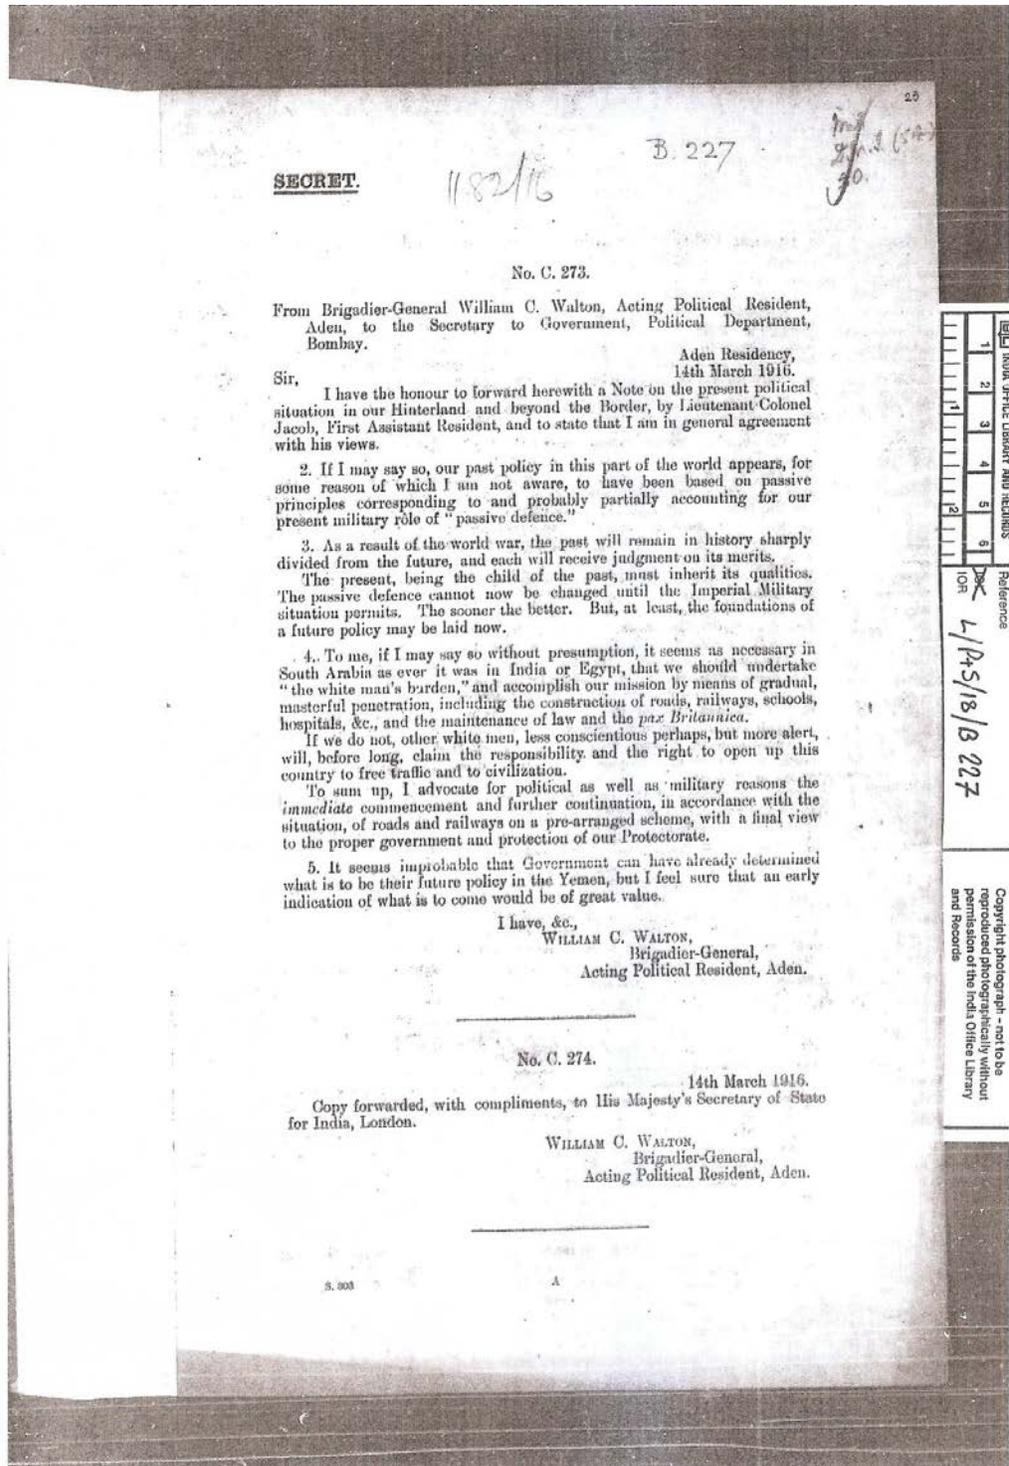 25
B. 227
SECRET.
1182/16
No. C. 273.
From Brigadier-General William C. Walton, Acting Political Resident,
Aden, to the Secretary to Government, Political Department,
Bombay.
Aden Residency,
14th March 1916.
Sir,
I have the honour to forward herewith a Note on the present political
situation in our Hinterland and beyond the Border, by Lieutenant-Colonel
Jacob, First Assistant Resident, and to state that I am in general agreement
with his views.
2. If I may say so, our past policy in this part of the world appears, for
some reason of which I am not aware, to have been based on passive
principles corresponding to and probably partially accounting for our
present military rôle of "passive defence."
3. As a result of the world war, the past will remain in history sharply
divided from the future, and each will receive judgment on its merits.
The present, being the child of the past, must inherit its qualities.
The passive defence cannot now be changed until the Imperial Military
situation permits. The sooner the better. But, at least, the foundations of
a future policy may be laid now.
4. To me, if I may say so without presumption, it seems as necessary in
South Arabia as ever it was in India or Egypt, that we should undertake
"the white man's burden," and accomplish our mission by means of gradual,
masterful penetration, including the construction of roads, railways, schools,
hospitals, &c., and the maintenance of law and the pax Britannica.
If we do not, other white men, less conscientious perhaps, but more alert,
will, before long, claim the responsibility and the right to open up this
country to free traffic and to civilization.
To sum up, I advocate for political as well as military reasons the
immediate commencement and further continuation, in accordance with the
situation, of roads and railways on a pre-arranged scheme, with a final view
to the proper government and protection of our Protectorate.
5. It seems improbable that Government can have already determined
what is to be their future policy in the Yemen, but I feel sure that an early
indication of what is to come would be of great value.
I have, &c.,
WILLIAM C. WALTON,
Brigadier-General,
Acting Political Resident, Aden.
No. C. 274.
14th March 1916.
Copy forwarded, with compliments, to His Majesty's Secretary of State
for India, London.
WILLIAM C. WALTON,
Brigadier-General,
Acting Political Resident, Aden.
S. 303
A
INDIA OFFICE LIBRARY AND RECORDS
1 2 3 4 5 6
1 2
Reference
IOR
L/P+S/18/B 227
Copyright photograph - not to be
reproduced photographically without
permission of the India Office Library
and Records